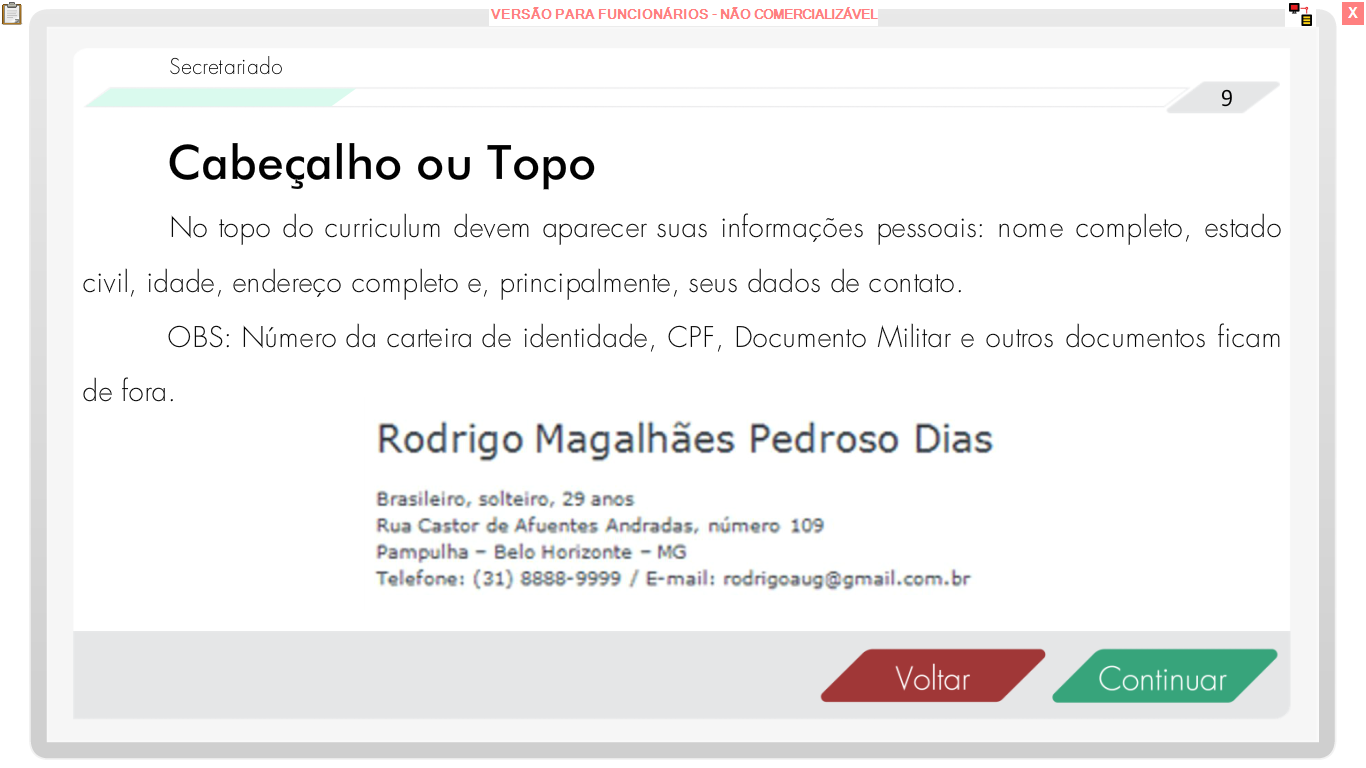 VERSÃO PARA FUNCIONÁRIOS - NÃO COMERCIALIZÁVEL
X
Secretariado
9
Cabeçalho ou Topo
No topo do curriculum devem aparecer suas informações pessoais: nome completo, estado
civil, idade, endereço completo e, principalmente, seus dados de contato.
OBS: Número da carteira de identidade, CPF, Documento Militar e outros documentos ficam
de fora.
Rodrigo Magalhães Pedroso Dias
Brasileiro, solteiro, 29 anos
Rua Castor de Afuentes Andradas, número 109
Pampulha – Belo Horizonte – MG
Telefone: (31) 8888-9999 / E-mail: rodrigoaug@gmail.com.br
Voltar
Continuar